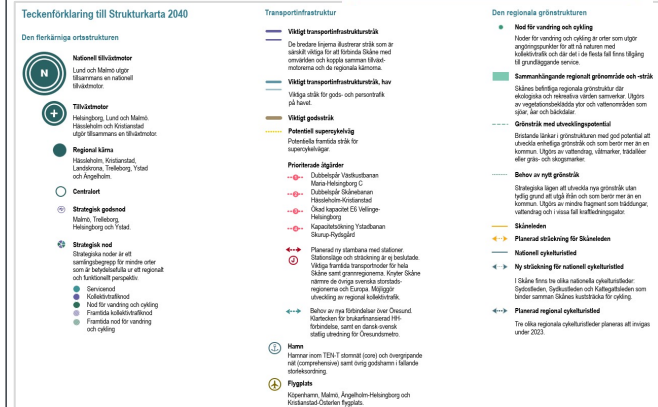 Teckenförklaring till Strukturkarta 2040
Den flerkärniga ortsstrukturen
N
Nationell tillväxtmotor
Lund och Malmö utgör
tillsammans en nationell
tillväxtmotor.
Tillväxtmotor
Helsingborg, Lund och Malmö.
Hässleholm och Kristianstad
utgör tillsammans en tillväxtmotor.
Regional kärna
Hässleholm, Kristianstad,
Landskrona, Trelleborg, Ystad
och Ängelholm.
Centralort
Strategisk godsnod
Malmö, Trelleborg,
Helsingborg och Ystad.
Strategisk nod
Strategiska noder är ett
samlingsbegrepp för mindre orter
som är betydelsefulla ur ett regionalt
och funktionellt perspektiv.
Servicenod
Kollektivtrafiknod
Nod för vandring och cykling
Framtida kollektivtrafiknod
Framtida nod för vandring
och cykling
Transportinfrastruktur
Viktigt transportinfrastruktursträk
De bredare linjerna illustrerar stråk som är
särskilt viktiga för att förbinda Skåne med
omvärlden och koppla samman tillväxt-
motorerna och de regionala kärnorna.
Viktigt transportinfrastruktursträk, hav
Viktiga stråk för gods- och persontrafik
på havet.
Viktigt godsstråk
Potentiell supercykelväg
Potentiella framtida stråk för
supercykelvägar.
Prioriterade åtgärder
Dubbelspår Västkustbanan
Maria-Helsingborg C
Dubbelspår Skånebanan
Hässleholm-Kristianstad
Ökad kapacitet E6 Vellinge-
Helsingborg
Kapacitetsökning Ystadbanan
Skurup-Rydsgård
Planerad ny stambana med stationer.
Stationsläge och sträckning är ej beslutade.
Viktiga framtida transportnoder för hela
Skåne samt grannregionerna. Knyter Skåne
närmre de övriga svenska storstads-
regionerna och Europa. Möjliggör
utveckling av regional kollektivtrafik.
Behov av nya förbindelser över Öresund.
Klartecken för brukarfinansierad HH-
förbindelse, samt en dansk-svensk
statlig utredning för Öresundsmetro.
Hamn
Hamnar inom TEN-T stomnät (core) och övergripande
nät (comprehensive) samt övrig godshamn i fallande
storleksordning.
Flygplats
Köpenhamn, Malmö, Ängelholm-Helsingborg och
Kristianstad-Österlen flygplats.
Den regionala grönstrukturen
Nod för vandring och cykling
Noder för vandring och cykling är orter som utgör
angöringspunkter för att nå naturen med
kollektivtrafik och där det i de flesta fall finns tillgång
till grundläggande service.
Sammanhängande regionalt grönområde och -stråk
Skånes befintliga regionala grönstruktur där
ekologiska och rekreativa värden samverkar. Utgörs
av vegetationsbeklädda ytor och vattenområden som
sjöar, åar och bäckdalar.
Grönstråk med utvecklingspotential
Bristande länkar i grönstrukturen med god potential att
utveckla enhetliga grönstråk och som berör mer än en
kommun. Utgörs av vattendrag, våtmarker, trädalléer
eller gräs- och skogsmarker.
Behov av nytt grönstråk
Strategiska lägen att utveckla nya grönstråk utan
tydlig grund att utgå ifrån och som berör mer än en
kommun. Utgörs av mindre fragment som träddungar,
vattendrag och i vissa fall kraftledningsgator.
Skåneleden
Planerad sträckning för Skåneleden
Nationell cykelturistled
Ny sträckning för nationell cykelturistled
I Skåne finns tre olika nationella cykelturistleder:
Sydostleden, Sydkustleden och Kattegattsleden som
binder samman Skånes kuststräcka för cykling.
Planerad regional cykelturistled
Tre olika regionala cykelturistleder planeras att invigas
under 2023.